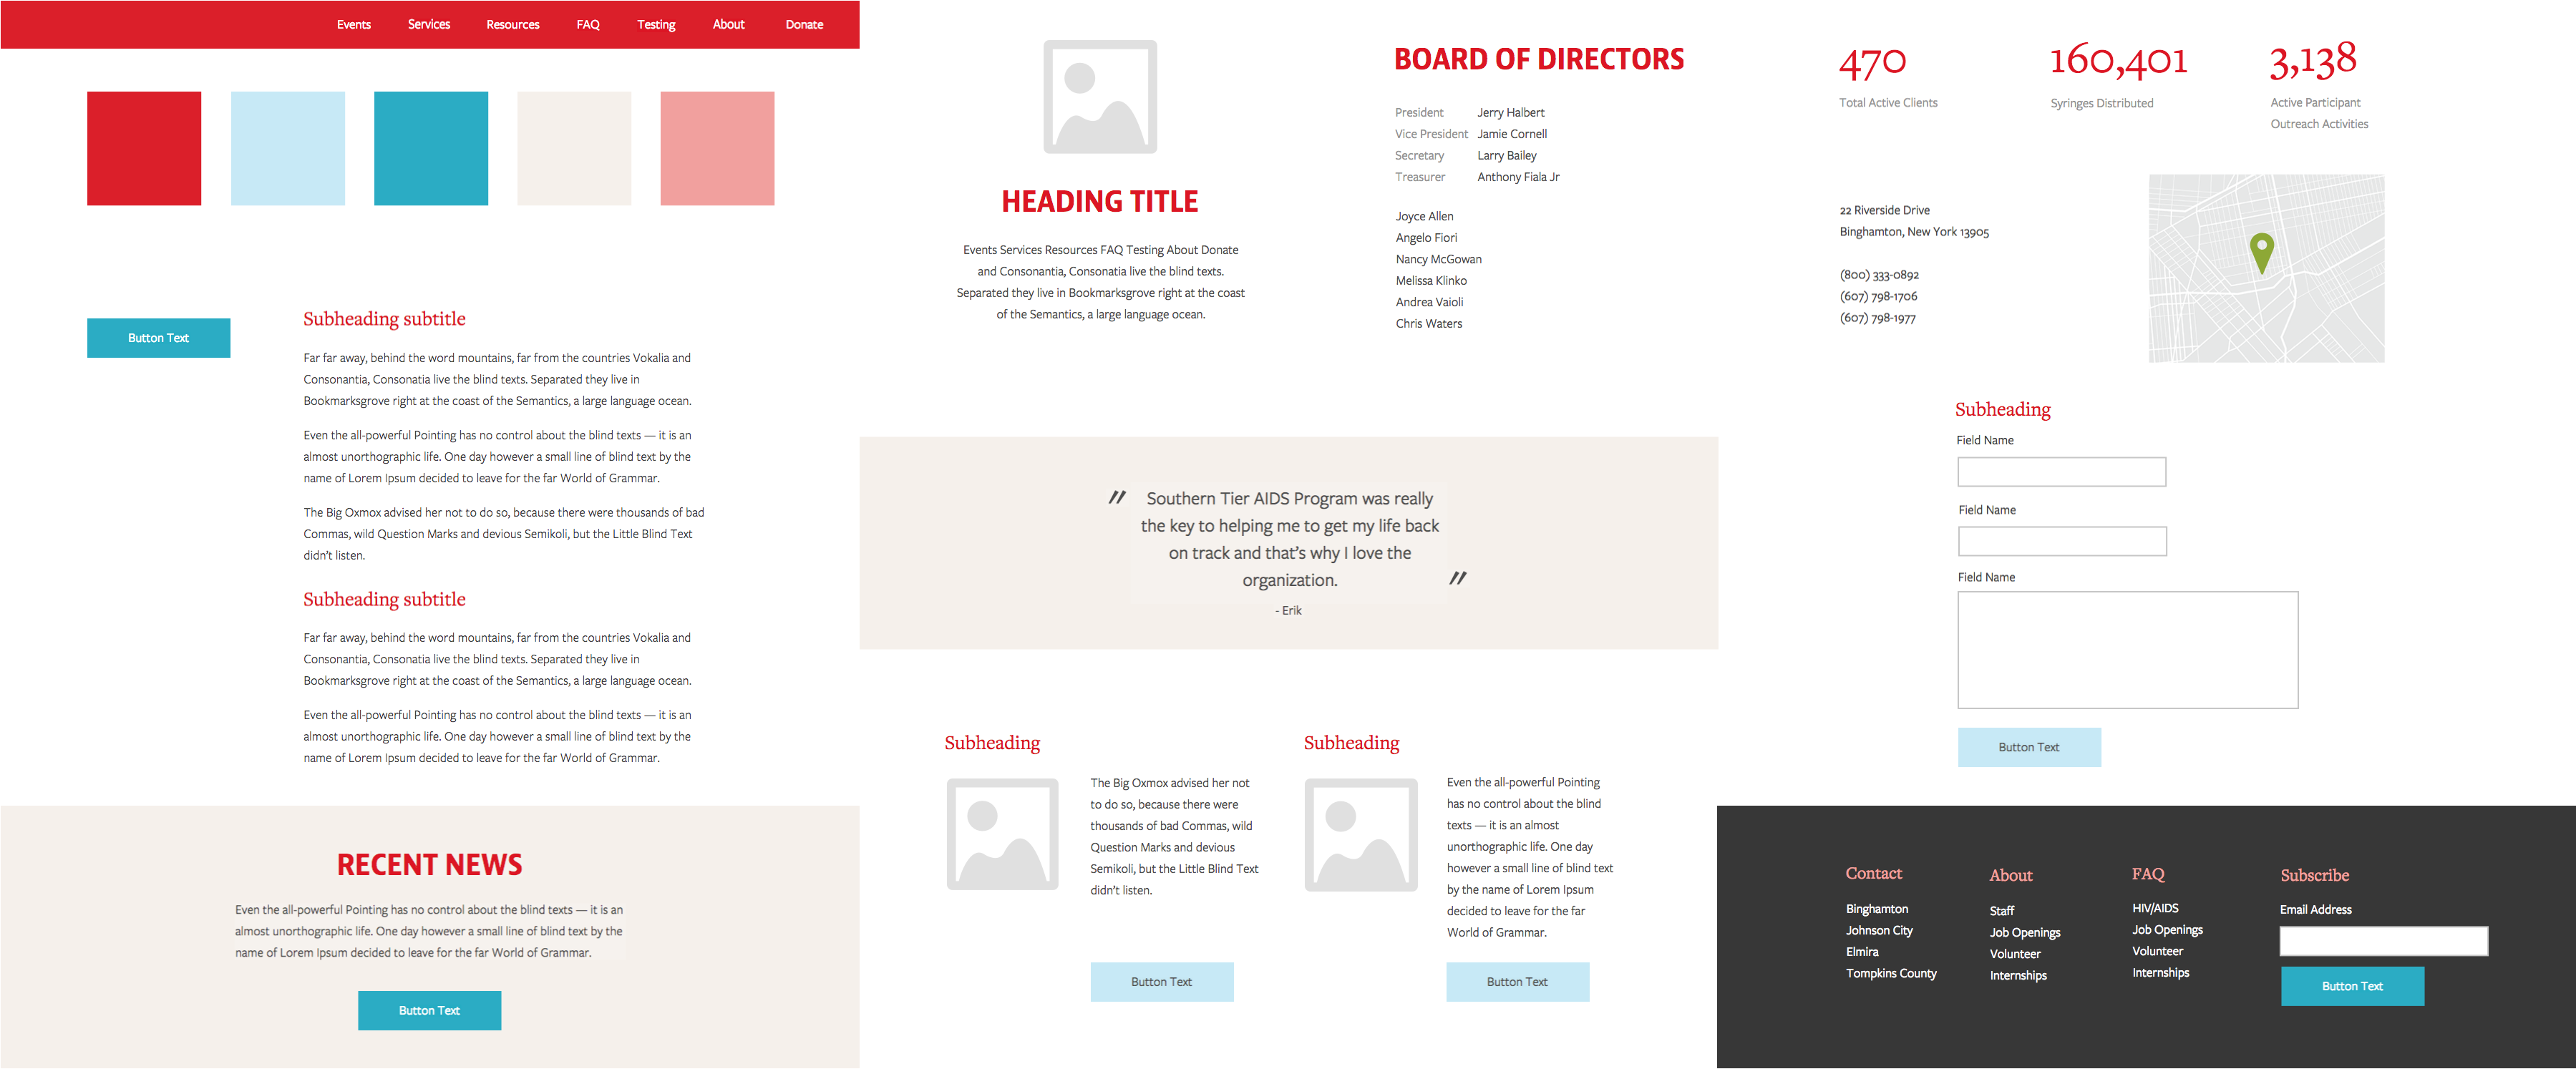 Events Services Resources FAQ Testing About Donate
Button Text
Subheading subtitle
Far far away, behind the word mountains, far from the countries Vokalia and
Consonantia, Consonatia live the blind texts. Separated they live in
Bookmarksgrove right at the coast of the Semantics, a large language ocean.
Even the all-powerful Pointing has no control about the blind texts — it is an
almost unorthographic life. One day however a small line of blind text by the
name of Lorem Ipsum decided to leave for the far World of Grammar.
The Big Oxmox advised her not to do so, because there were thousands of bad
Commas, wild Question Marks and devious Semikoli, but the Little Blind Text
didn't listen.
Subheading subtitle
Far far away, behind the word mountains, far from the countries Vokalia and
Consonantia, Consonatia live the blind texts. Separated they live in
Bookmarksgrove right at the coast of the Semantics, a large language ocean.
Even the all-powerful Pointing has no control about the blind texts — it is an
almost unorthographic life. One day however a small line of blind text by the
name of Lorem Ipsum decided to leave for the far World of Grammar.
RECENT NEWS
Even the all-powerful Pointing has no control about the blind texts — it is an
almost unorthographic life. One day however a small line of blind text by the
name of Lorem Ipsum decided to leave for the far World of Grammar.
Button Text
HEADING TITLE
Events Services Resources FAQ Testing About Donate
and Consonantia, Consonatia live the blind texts.
Separated they live in Bookmarksgrove right at the coast
of the Semantics, a large language ocean.
BOARD OF DIRECTORS
President Jerry Halbert
Vice President Jamie Cornell
Secretary Larry Bailey
Treasurer Anthony Fiala Jr
Joyce Allen
Angelo Fiori
Nancy McGowan
Melissa Klinko
Andrea Vaioli
Chris Waters
" Southern Tier AIDS Program was really
the key to helping me to get my life back
on track and that's why I love the
organization. "
- Erik
Subheading
The Big Oxmox advised her not
to do so, because there were
thousands of bad Commas, wild
Question Marks and devious
Semikoli, but the Little Blind Text
didn't listen.
Button Text
Subheading
Even the all-powerful Pointing
has no control about the blind
texts — it is an almost
unorthographic life. One day
however a small line of blind text
by the name of Lorem Ipsum
decided to leave for the far
World of Grammar.
Button Text
470
Total Active Clients
160,401
Syringes Distributed
3,138
Active Participant
Outreach Activities
22 Riverside Drive
Binghamton, New York 13905
(800) 333-0892
(607) 798-1706
(607) 798-1977
Subheading
Field Name
Field Name
Field Name
Button Text
Contact
Binghamton
Johnson City
Elmira
Tompkins County
About
Staff
Job Openings
Volunteer
Internships
FAQ
HIV/AIDS
Job Openings
Volunteer
Internships
Subscribe
Email Address
Button Text